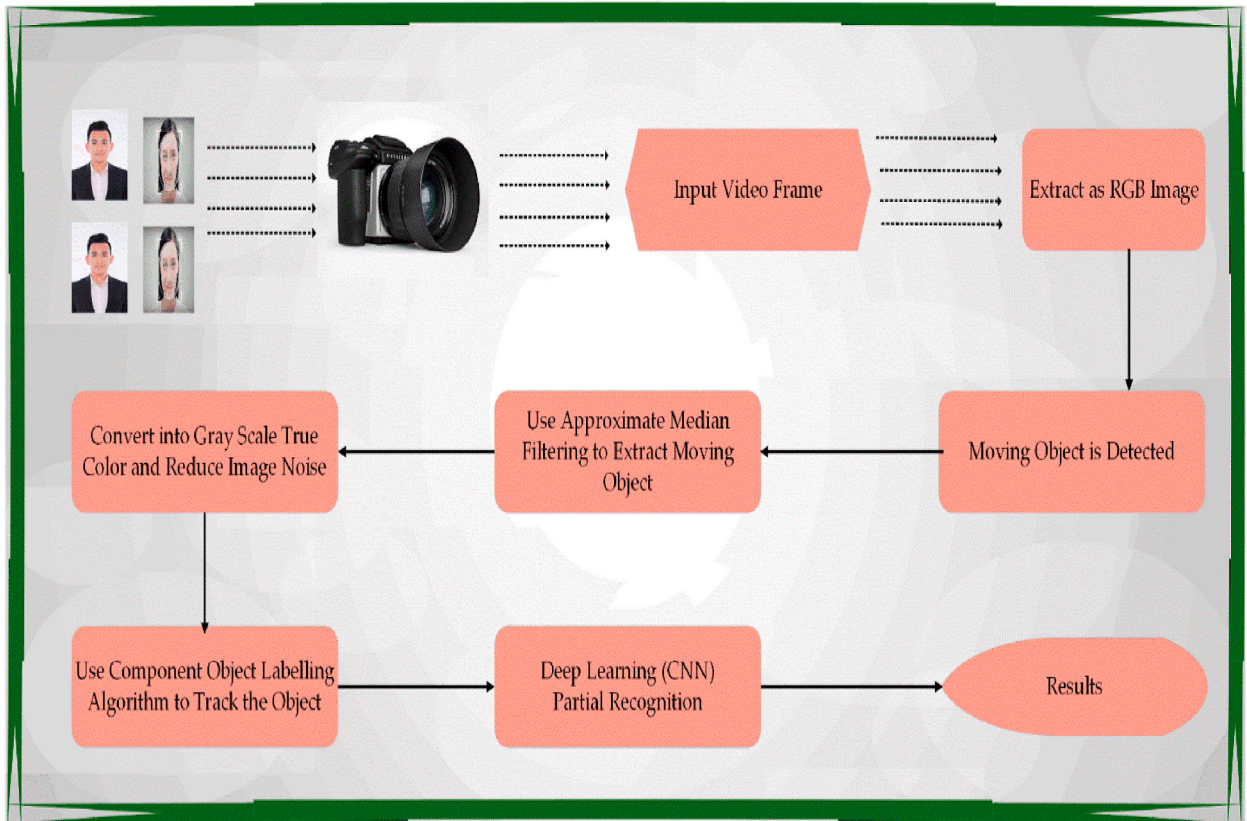 Input Video Frame
Extract as RGB Image
Moving Object is Detected
Use Approximate Median
Filtering to Extract Moving
Object
Convert into Gray Scale True
Color and Reduce Image Noise
Use Component Object Labelling
Algorithm to Track the Object
Deep Learning (CNN)
Partial Recognition
Results